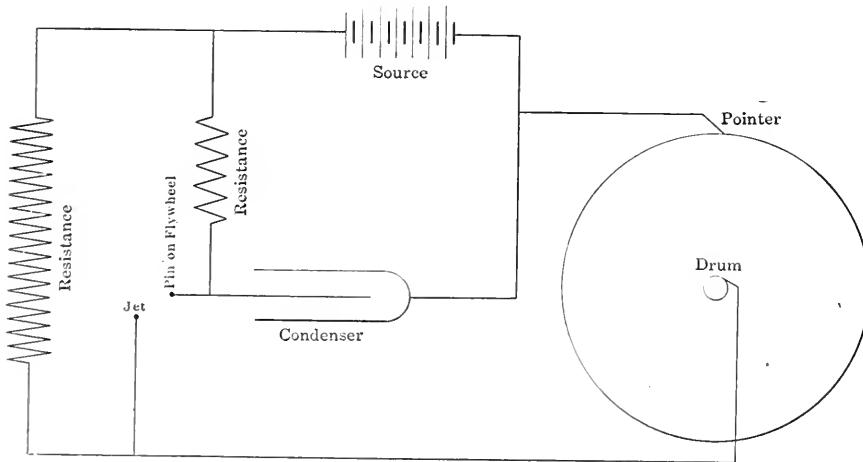 Source
Pointer
Resistance
Resistance
Pin on Flywheel
Drum
Jet
Condenser